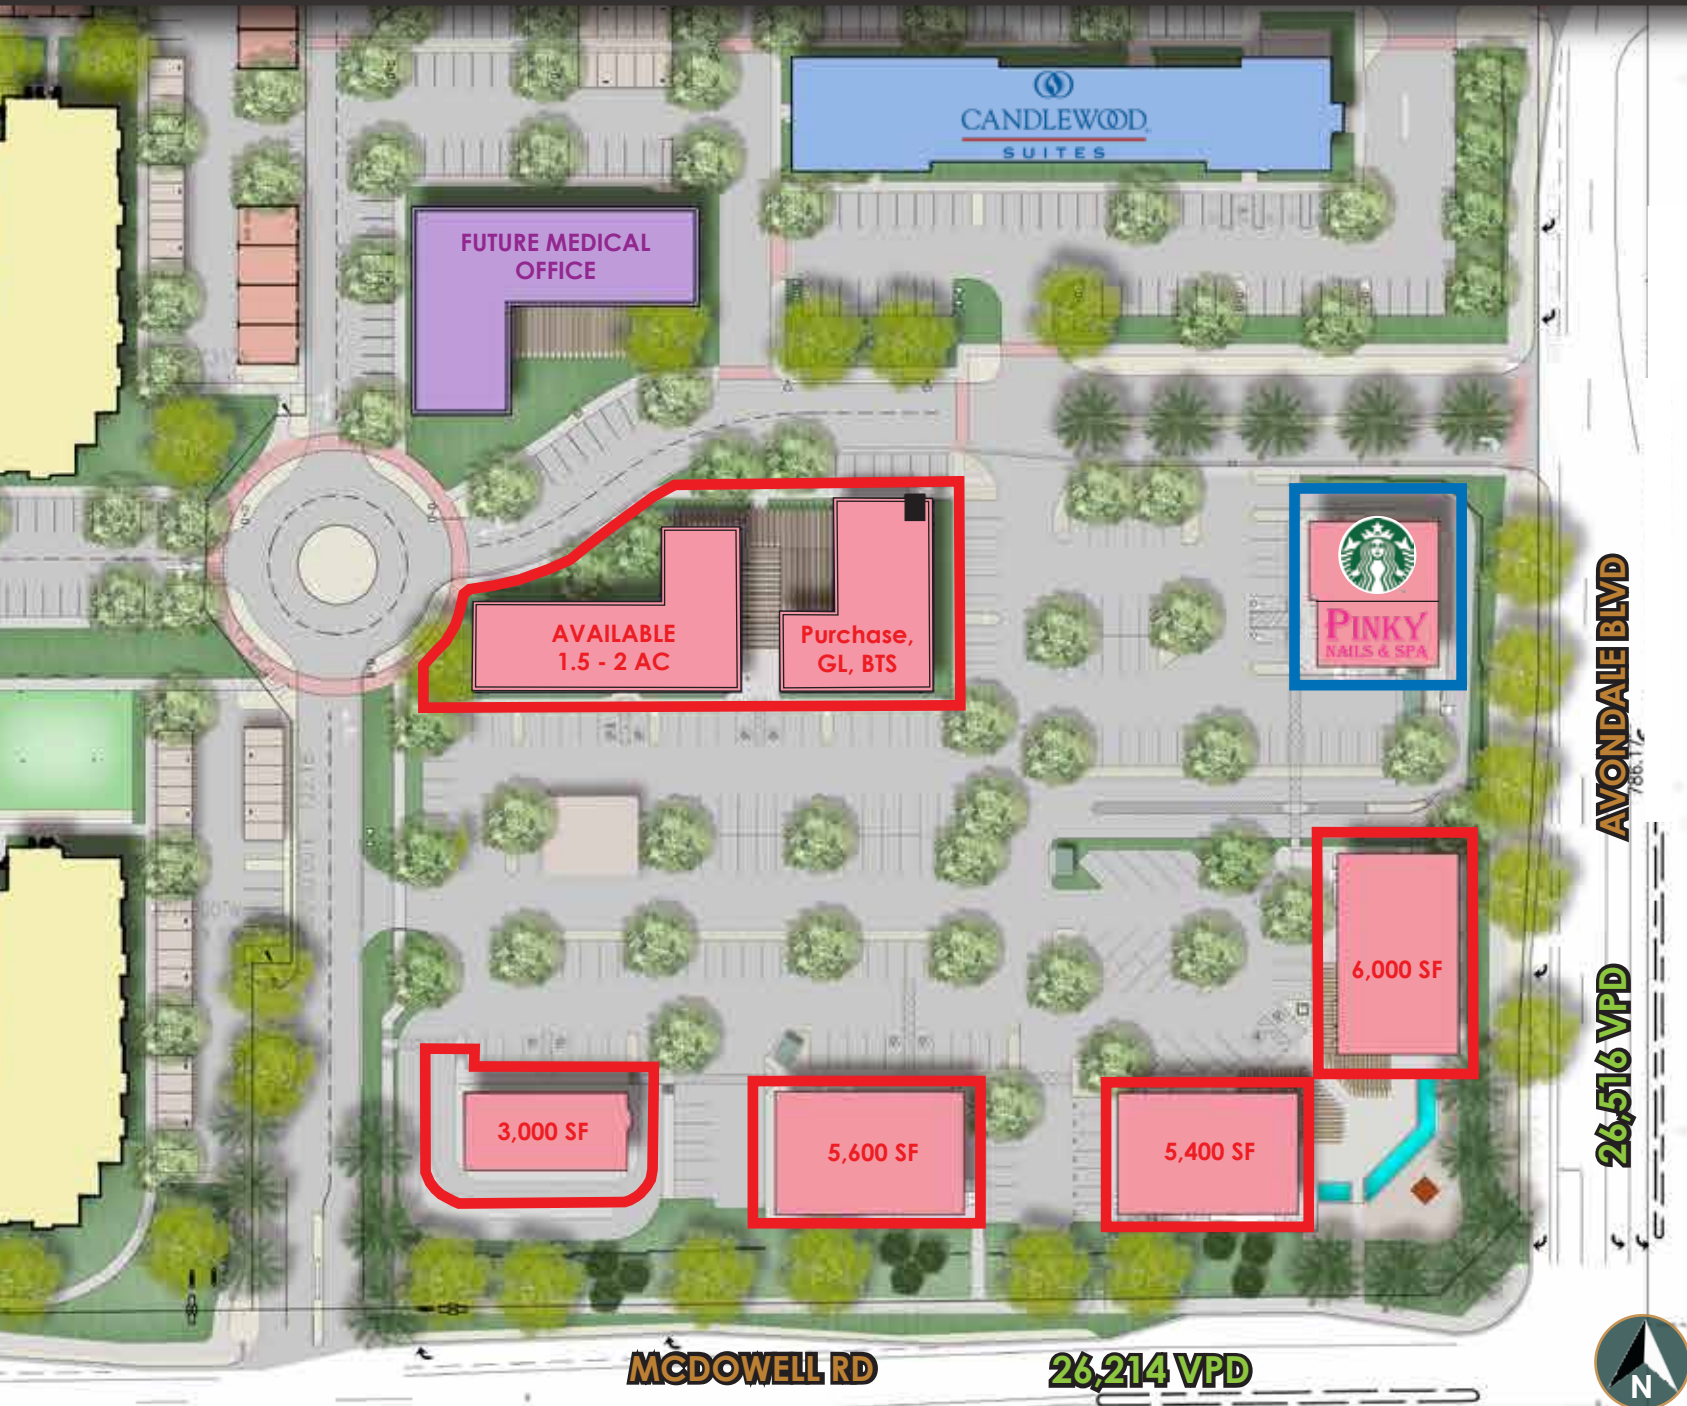 CANDLEWOOD
SUITES
FUTURE MEDICAL
OFFICE
AVAILABLE
1.5 - 2 AC
Purchase,
GL, BTS
PINKY
NAILS & SPA
AVONDALE BLVD
786.17'
6,000 SF
26,516 VPD
3,000 SF
5,600 SF
5,400 SF
MCDOWELL RD
26,214 VPD
N